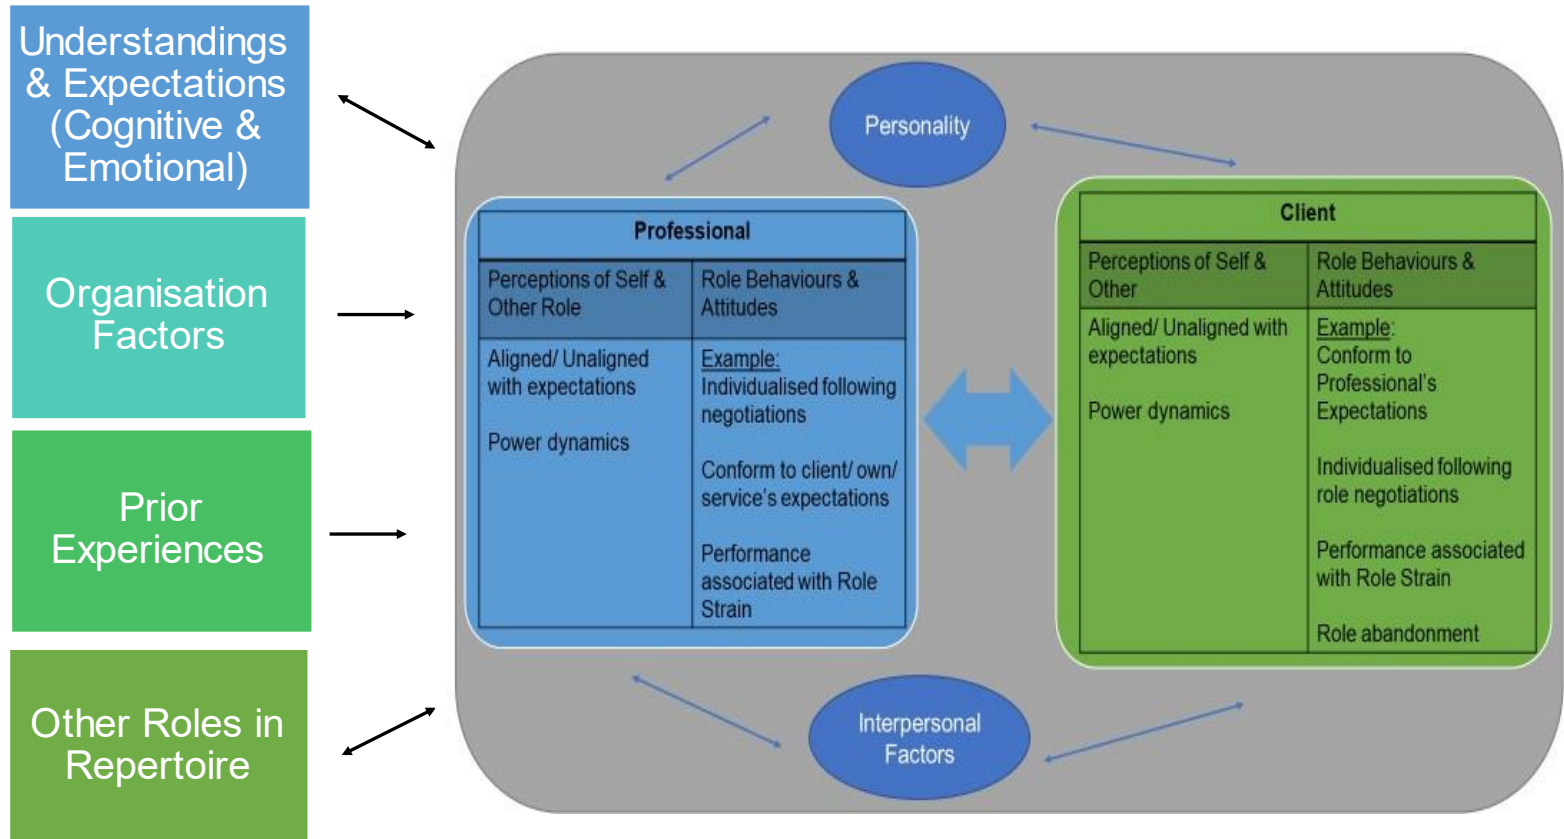 Understandings
& Expectations
(Cognitive &
Emotional)
Organisation
Factors
Prior
Experiences
Other Roles in
Repertoire
Personality
Professional
Perceptions of Self &
Other Role
Role Behaviours &
Attitudes
Aligned/ Unaligned
with expectations
Power dynamics
Example:
Individualised following
negotiations
Conform to client/ own/
service's expectations
Performance
associated with Role
Strain
Client
Perceptions of Self &
Other
Role Behaviours &
Attitudes
Aligned/ Unaligned with
expectations
Power dynamics
Example:
Conform to
Professional's
Expectations
Individualised following
role negotiations
Performance associated
with Role Strain
Role abandonment
Interpersonal
Factors